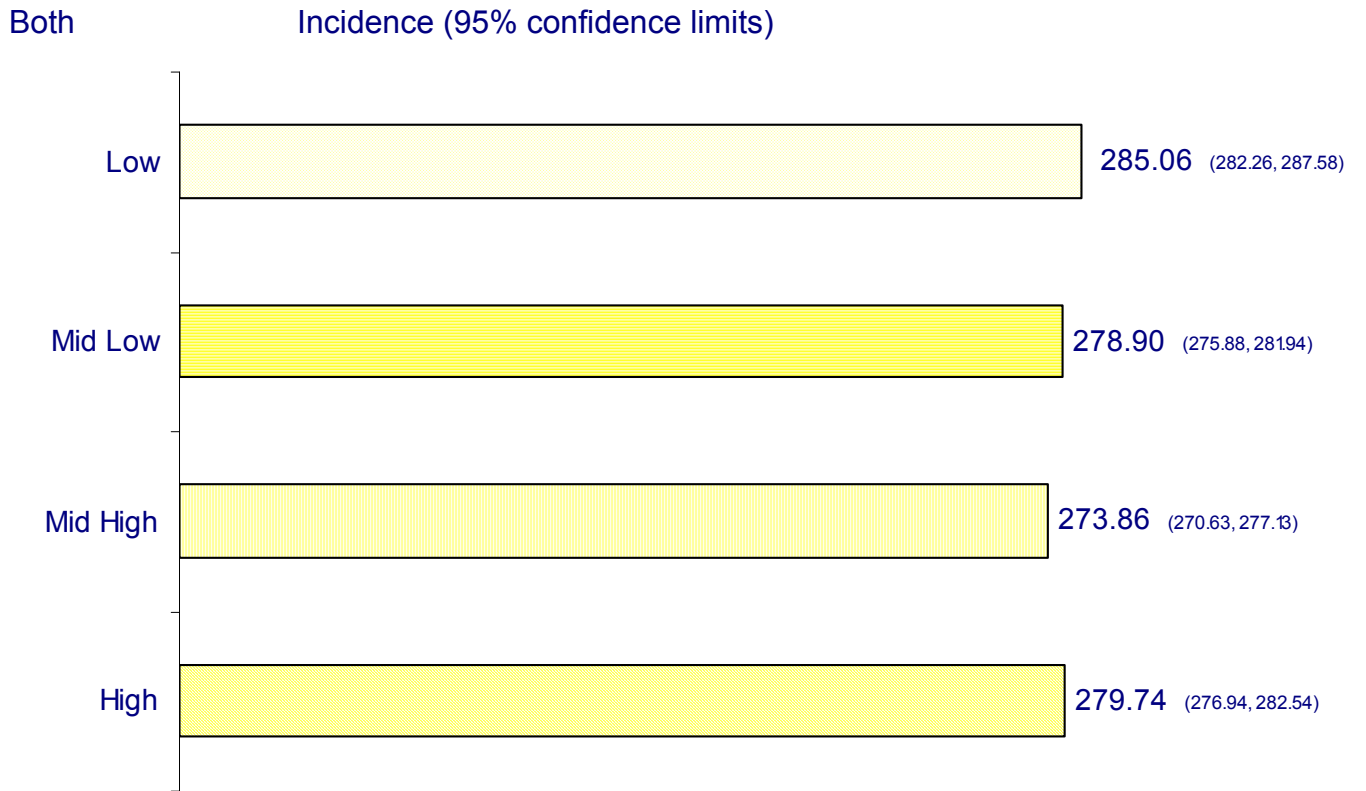 Both Incidence (95% confidence limits)
Low 285.06 (282.26, 287.58)
Mid Low 278.90 (275.88, 281.94)
Mid High 273.86 (270.63, 277.13)
High 279.74 (276.94, 282.54)